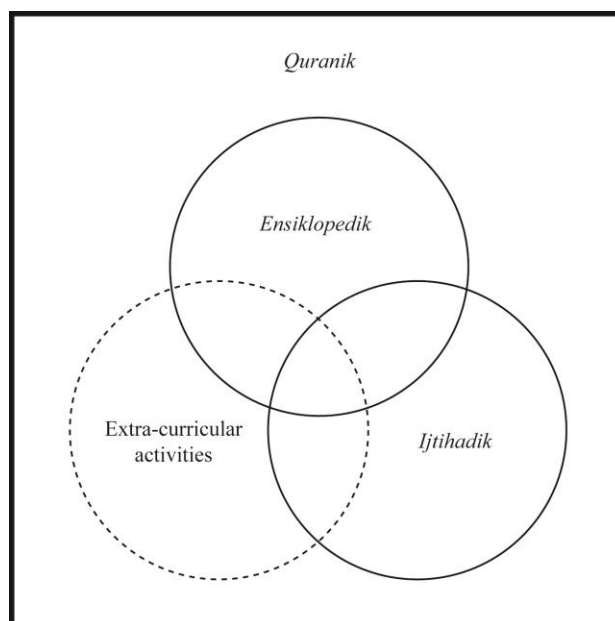 Quranik
Ensiklopedik
Extra-curricular
activities
Ijtihadik